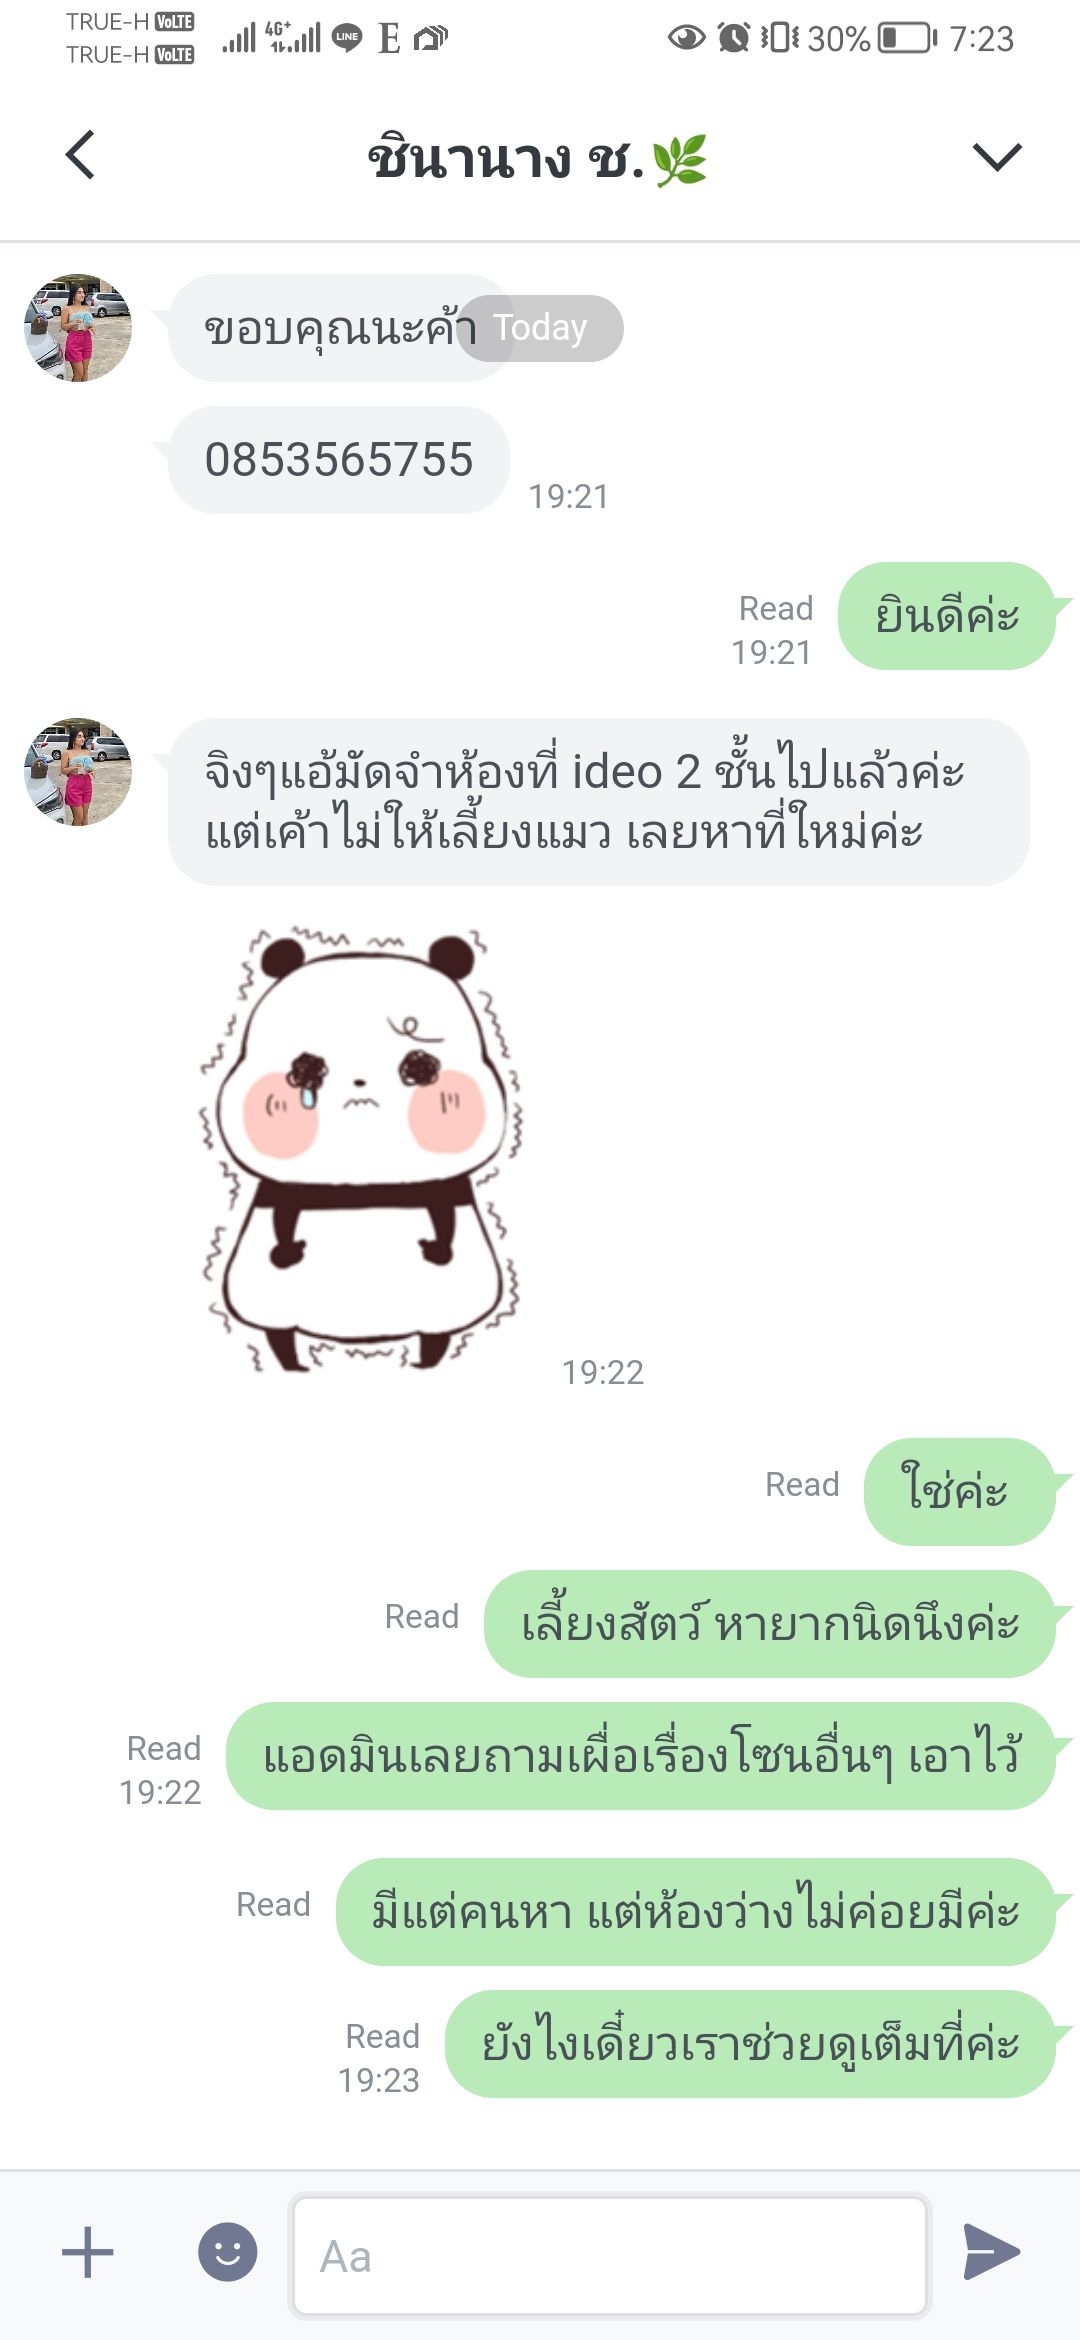 TRUE-H VoLTE
TRUE-H VoLTE
4G+
LINE
E
30%
7:23
ชินานาง ช.🌿
ขอบคุณนะค้า
Today
0853565755
19:21
Read
19:21
ยินดีค่ะ
จิงๆแอ้มัดจำห้องที่ ideo 2 ชั้นไปแล้วค่ะ
แต่เค้าไม่ให้เลี้ยงแมว เลยหาที่ใหม่ค่ะ
19:22
Read
ใช่ค่ะ
Read
เลี้ยงสัตว์ หายากนิดนึงค่ะ
Read
19:22
แอดมินเลยถามเผื่อเรื่องโซนอื่นๆ เอาไว้
Read
มีแต่คนหา แต่ห้องว่างไม่ค่อยมีค่ะ
Read
19:23
ยังไงเดี๋ยวเราช่วยดูเต็มที่ค่ะ
Aa